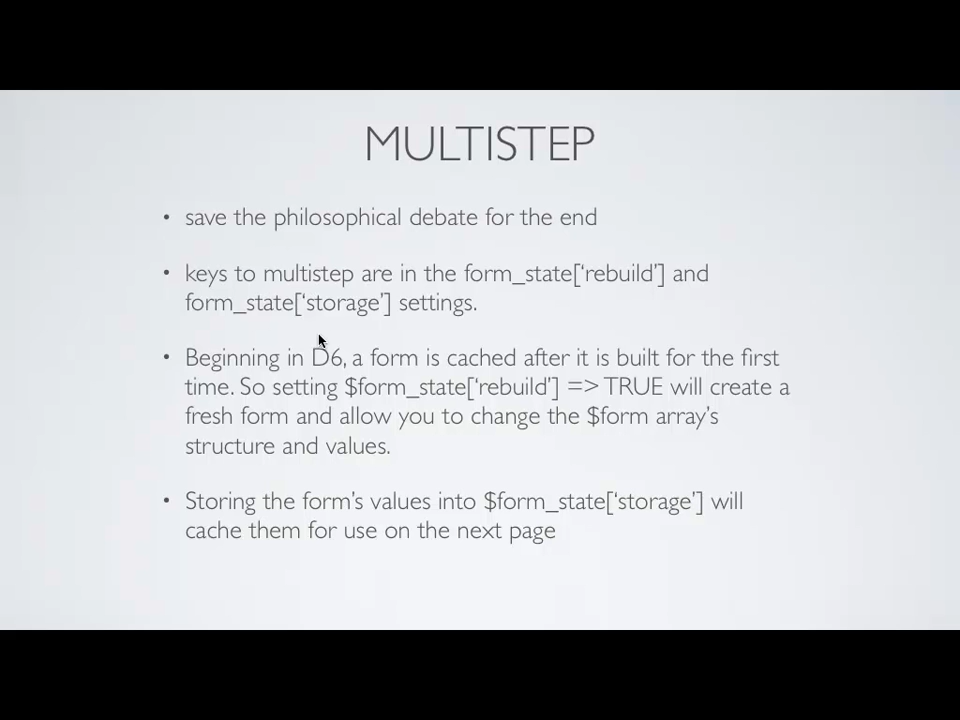 MULTISTEP
• save the philosophical debate for the end
• keys to multistep are in the form_state[‘rebuild’] and
form_state[‘storage’] settings.
• Beginning in D6, a form is cached after it is built for the first
time. So setting $form_state[‘rebuild’] => TRUE will create a
fresh form and allow you to change the $form array’s
structure and values.
• Storing the form’s values into $form_state[‘storage’] will
cache them for use on the next page